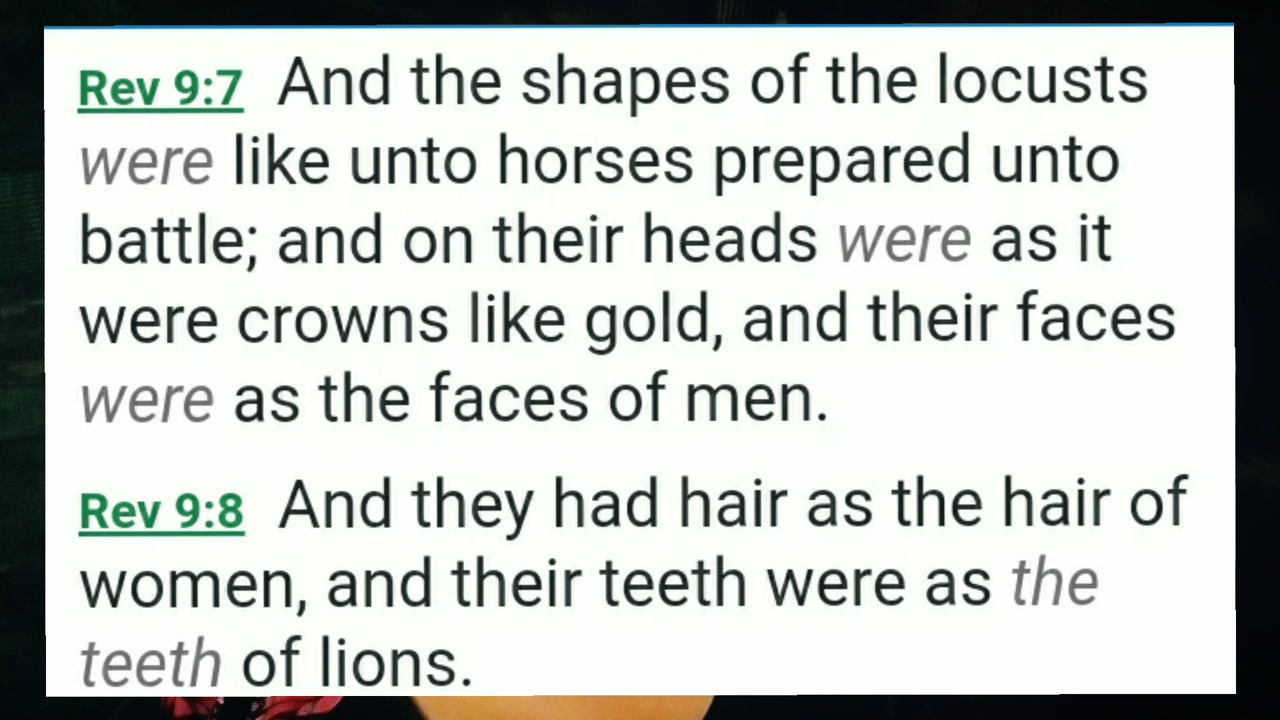 Rev 9:7 And the shapes of the locusts
were like unto horses prepared unto
battle; and on their heads were as it
were crowns like gold, and their faces
were as the faces of men.
Rev 9:8 And they had hair as the hair of
women, and their teeth were as the
teeth of lions.